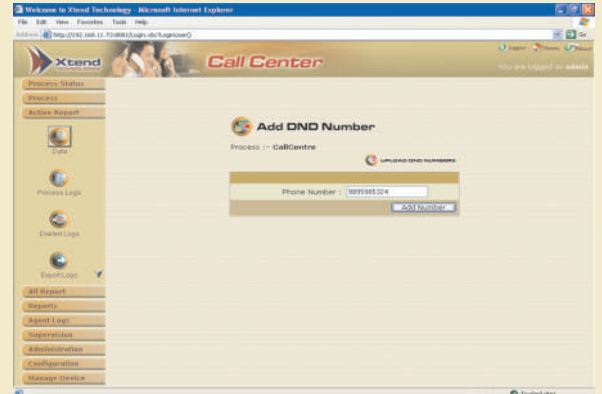 Welcome to Xtend Technology - Microsoft Internet Explorer
File Edit View Favorites Tools Help
Address
Go
Xtend
Call Center
You are logged as admin
Process Status
Process
Active Report
Data
Process Logs
Export Logs
All Report
Reports
Agent Logs
Supervision
Administration
Configuration
Manage Device
Add DND Number
Process :- CallCentre
UPLOAD DND NUMBERS
Phone Number :
Add Number